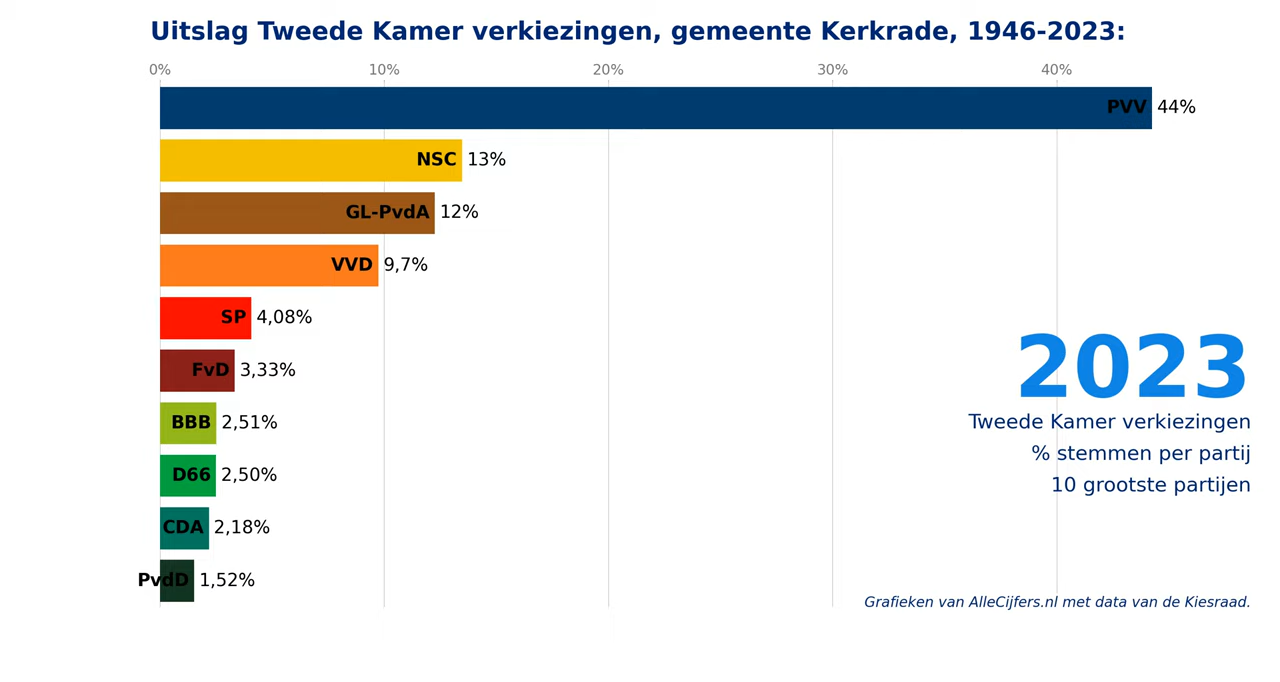 Uitslag Tweede Kamer verkiezingen, gemeente Kerkrade, 1946-2023:
0% 10% 20% 30% 40%
PVV 44%
NSC 13%
GL-PvdA 12%
VVD 9,7%
SP 4,08%
FvD 3,33%
BBB 2,51%
D66 2,50%
CDA 2,18%
PvdD 1,52%
2023
Tweede Kamer verkiezingen
% stemmen per partij
10 grootste partijen
Grafieken van AlleCijfers.nl met data van de Kiesraad.